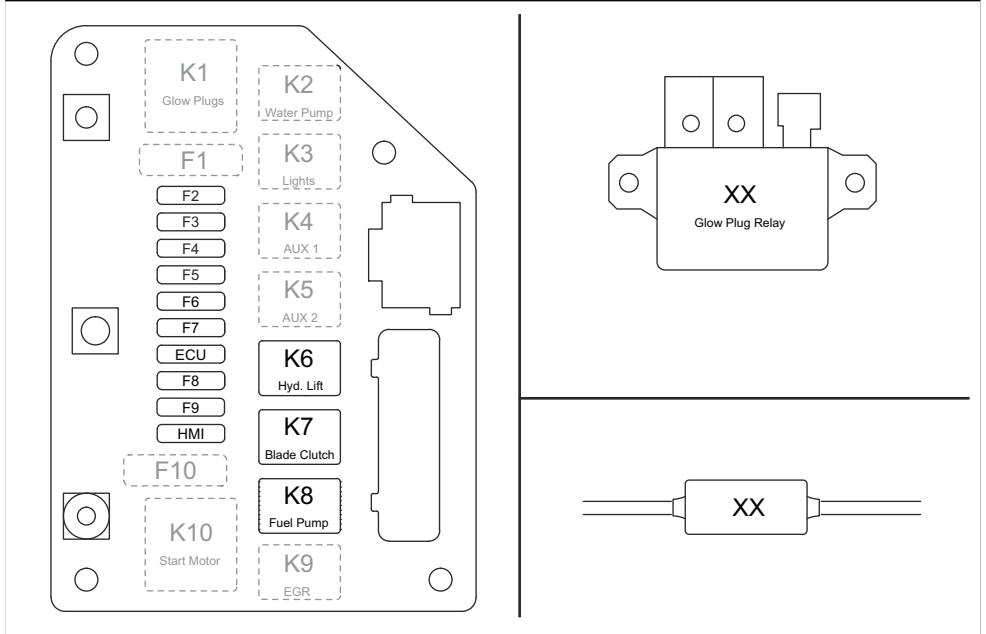 K1
Glow Plugs
F1
F2
F3
F4
F5
F6
F7
ECU
F8
F9
HMI
F10
K10
Start Motor
K2
Water Pump
K3
Lights
K4
AUX 1
K5
AUX 2
K6
Hyd. Lift
K7
Blade Clutch
K8
Fuel Pump
K9
EGR
XX
Glow Plug Relay
XX